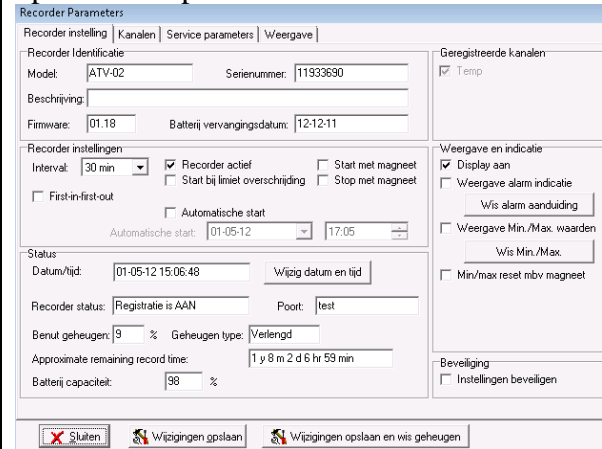 Recorder Parameters
Recorder instelling Kanalen Service parameters Weergave
Recorder Identificatie
Model: ATV-02 Serienummer: 11933690
Beschrijving:
Firmware: 01.18 Batterij vervangingsdatum: 12-12-11
Geregistreerde kanalen
Temp
Recorder instellingen
Interval: 30 min Recorder actief Start met magneet
Start bij limiet overschrijding Stop met magneet
First-in-first-out
Automatische start
Automatische start: 01-05-12 17:05
Weergave en indicatie
Display aan
Weergave alarm indicatie
Wis alarm aanduiding
Weergave Min./Max. waarden
Wis Min./Max.
Min/max reset mbv magneet
Status
Datum/tijd: 01-05-12 15:06:48 Wijzig datum en tijd
Recorder status: Registratie is AAN Poort: test
Benut geheugen: 9 % Geheugen type: Verlengd
Approximate remaining record time: 1 y 8 m 2 d 6 hr 59 min
Batterij capaciteit: 98 %
Beveiliging
Instellingen beveiligen
Sluiten Wijzigingen opslaan Wijzigingen opslaan en wis geheugen